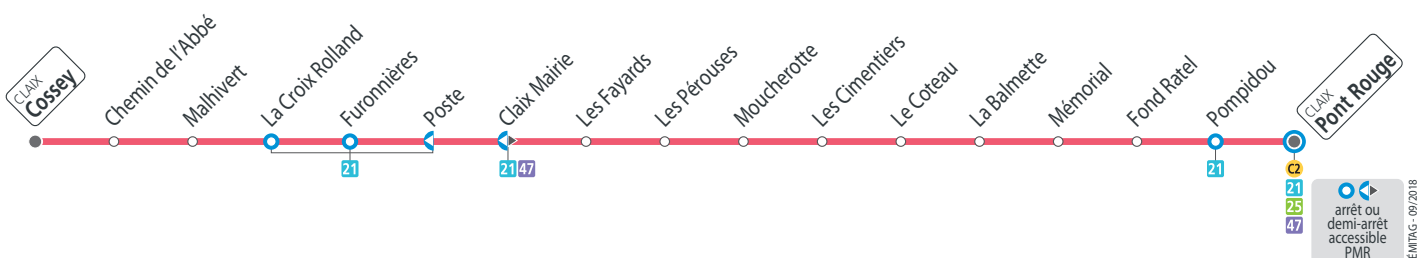 CLAIX
Cossey
Chemin de l'Abbé
Malhivert
La Croix Rolland
Furonnières
Poste
Claix Mairie
Les Fayards
Les Pérouses
Moucherotte
Les Cimentiers
Le Coteau
La Balmette
Mémorial
Fond Ratel
Pompidou
CLAIX
Pont Rouge
21
21 47
21
C2
21
25
47
arrêt ou
demi-arrêt
accessible
PMR
ÉMITAG - 09/2018